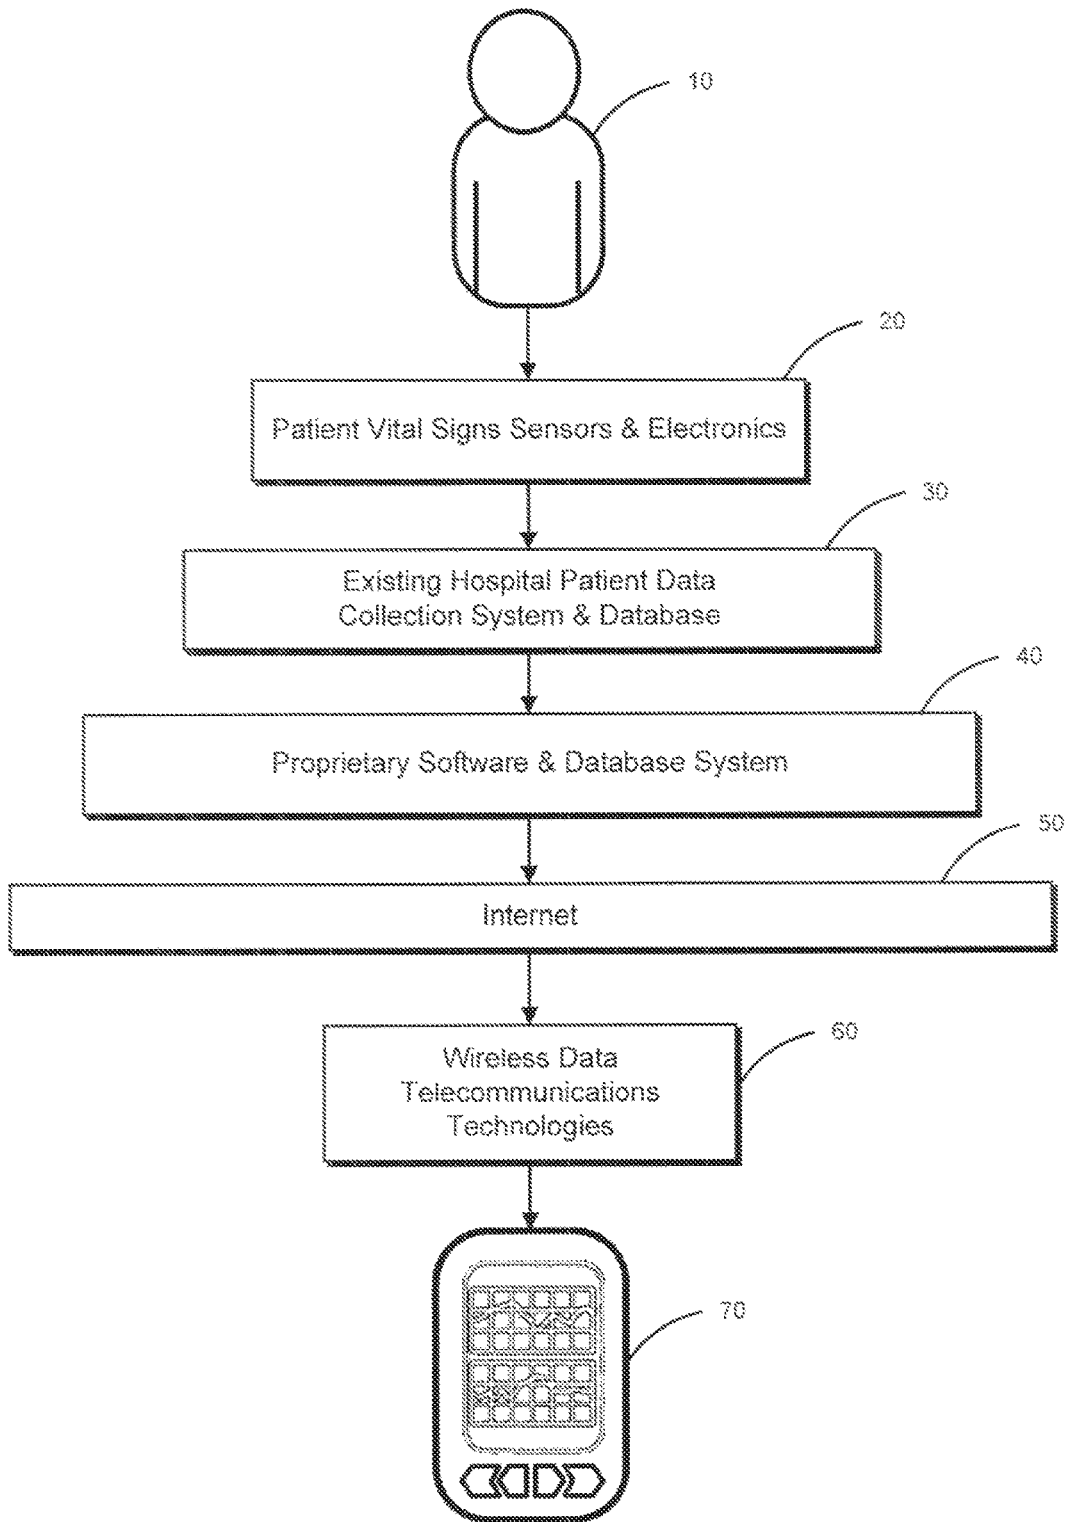 10
20
Patient Vital Signs Sensors & Electronics
30
Existing Hospital Patient Data
Collection System & Database
40
Proprietary Software & Database System
50
Internet
60
Wireless Data
Telecommunications
Technologies
70